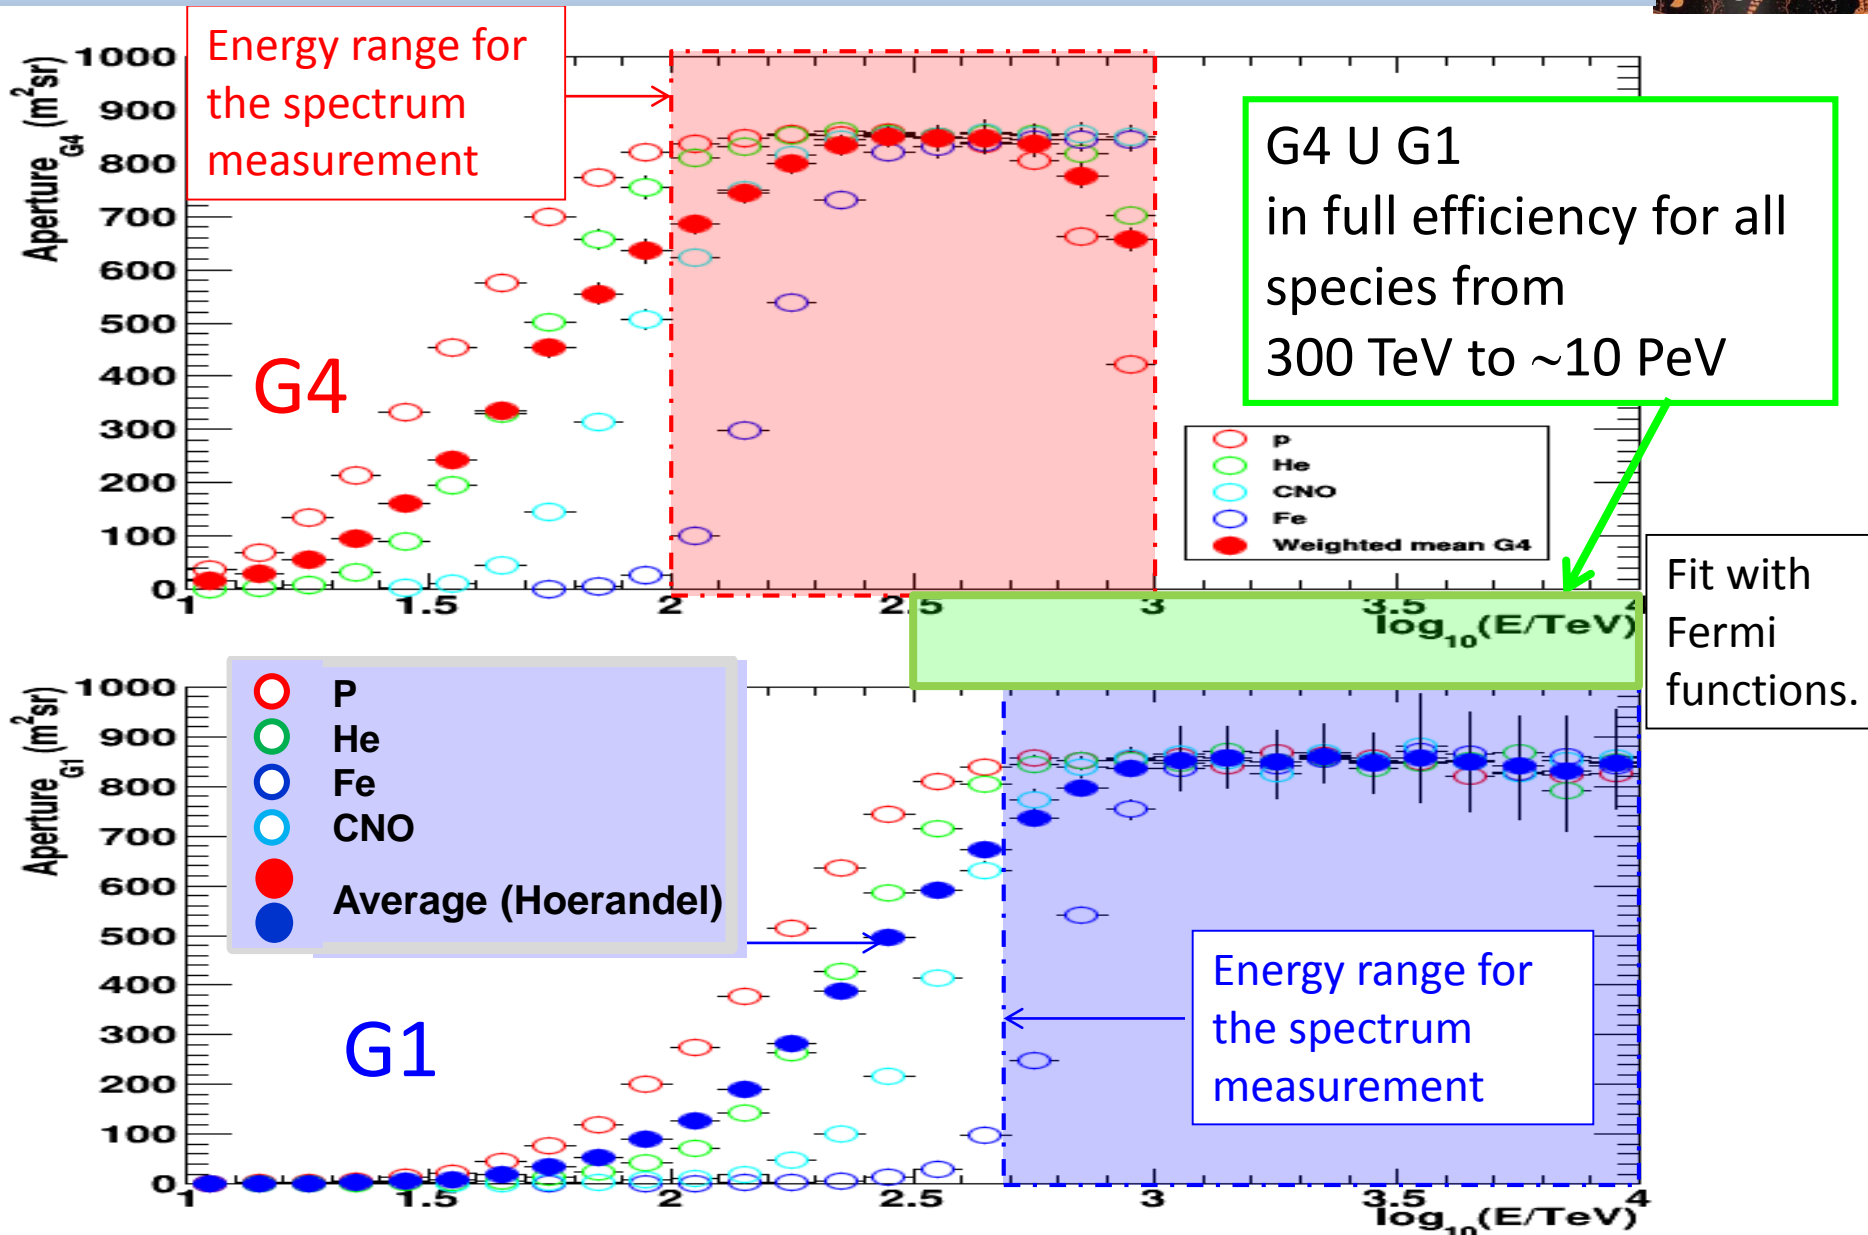 Energy range for
the spectrum
measurement
1000
900
800
700
600
500
400
300
200
100
0
Aperture G4 (m2sr)
G4
G4 U G1
in full efficiency for all
species from
300 TeV to ~10 PeV
p
He
CNO
Fe
Weighted mean G4
1 1.5 2 2.5 3 3.5 4
log10(E/TeV)
Fit with
Fermi
functions.
1000
900
800
700
600
500
400
300
200
100
0
Aperture G1 (m2sr)
P
He
Fe
CNO
Average (Hoerandel)
G1
Energy range for
the spectrum
measurement
1 1.5 2 2.5 3 3.5 4
log10(E/TeV)